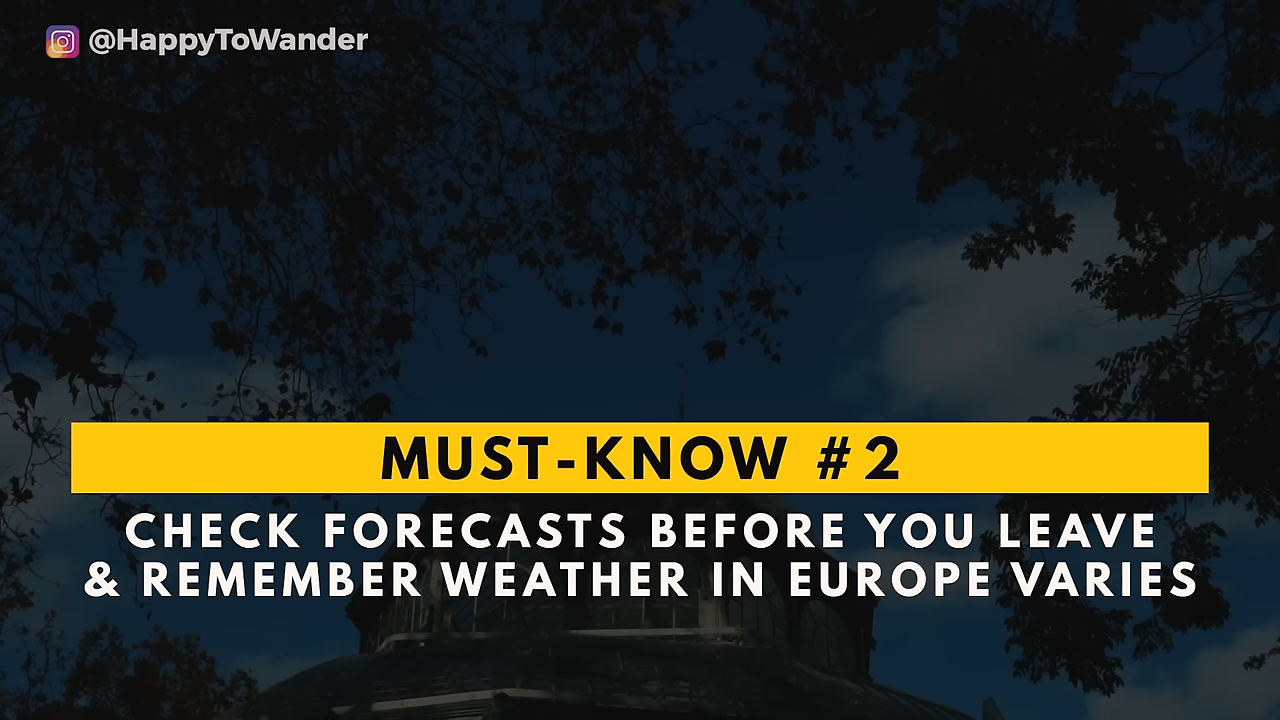 @HappyToWander
MUST-KNOW #2
CHECK FORECASTS BEFORE YOU LEAVE
& REMEMBER WEATHER IN EUROPE VARIES